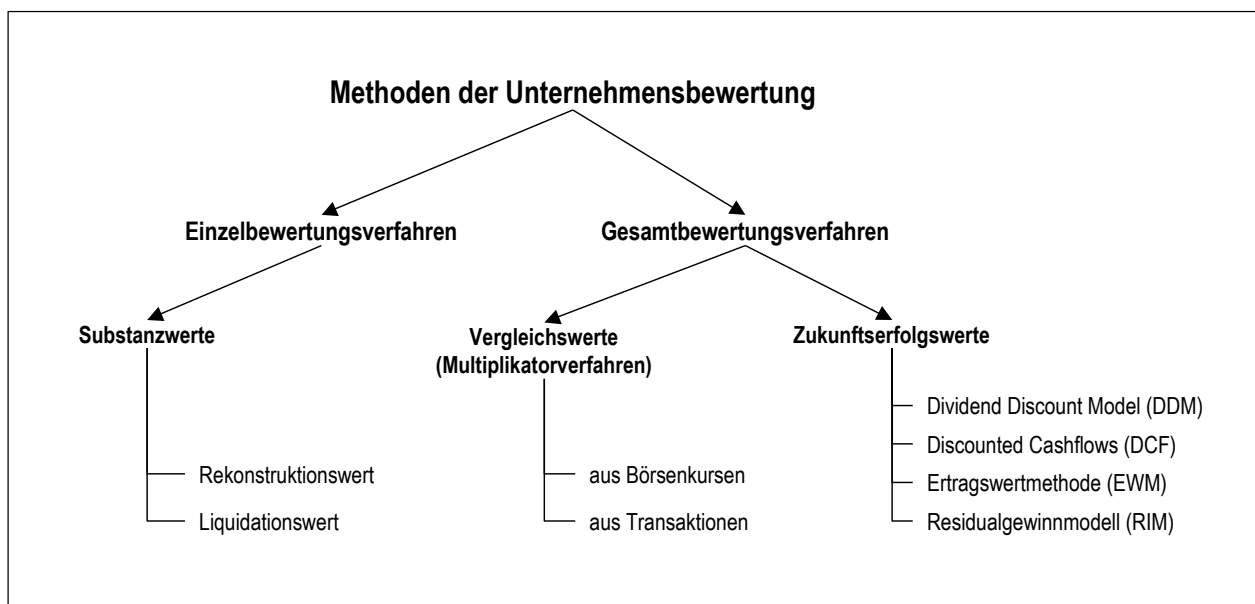 Methoden der Unternehmensbewertung
Einzelbewertungsverfahren
Gesamtbewertungsverfahren
Substanzwerte
Rekonstruktionswert
Liquidationswert
Vergleichswerte
(Multiplikatorverfahren)
aus Börsenkursen
aus Transaktionen
Zukunftserfolgswerte
Dividend Discount Model (DDM)
Discounted Cashflows (DCF)
Ertragswertmethode (EWM)
Residualgewinnmodell (RIM)